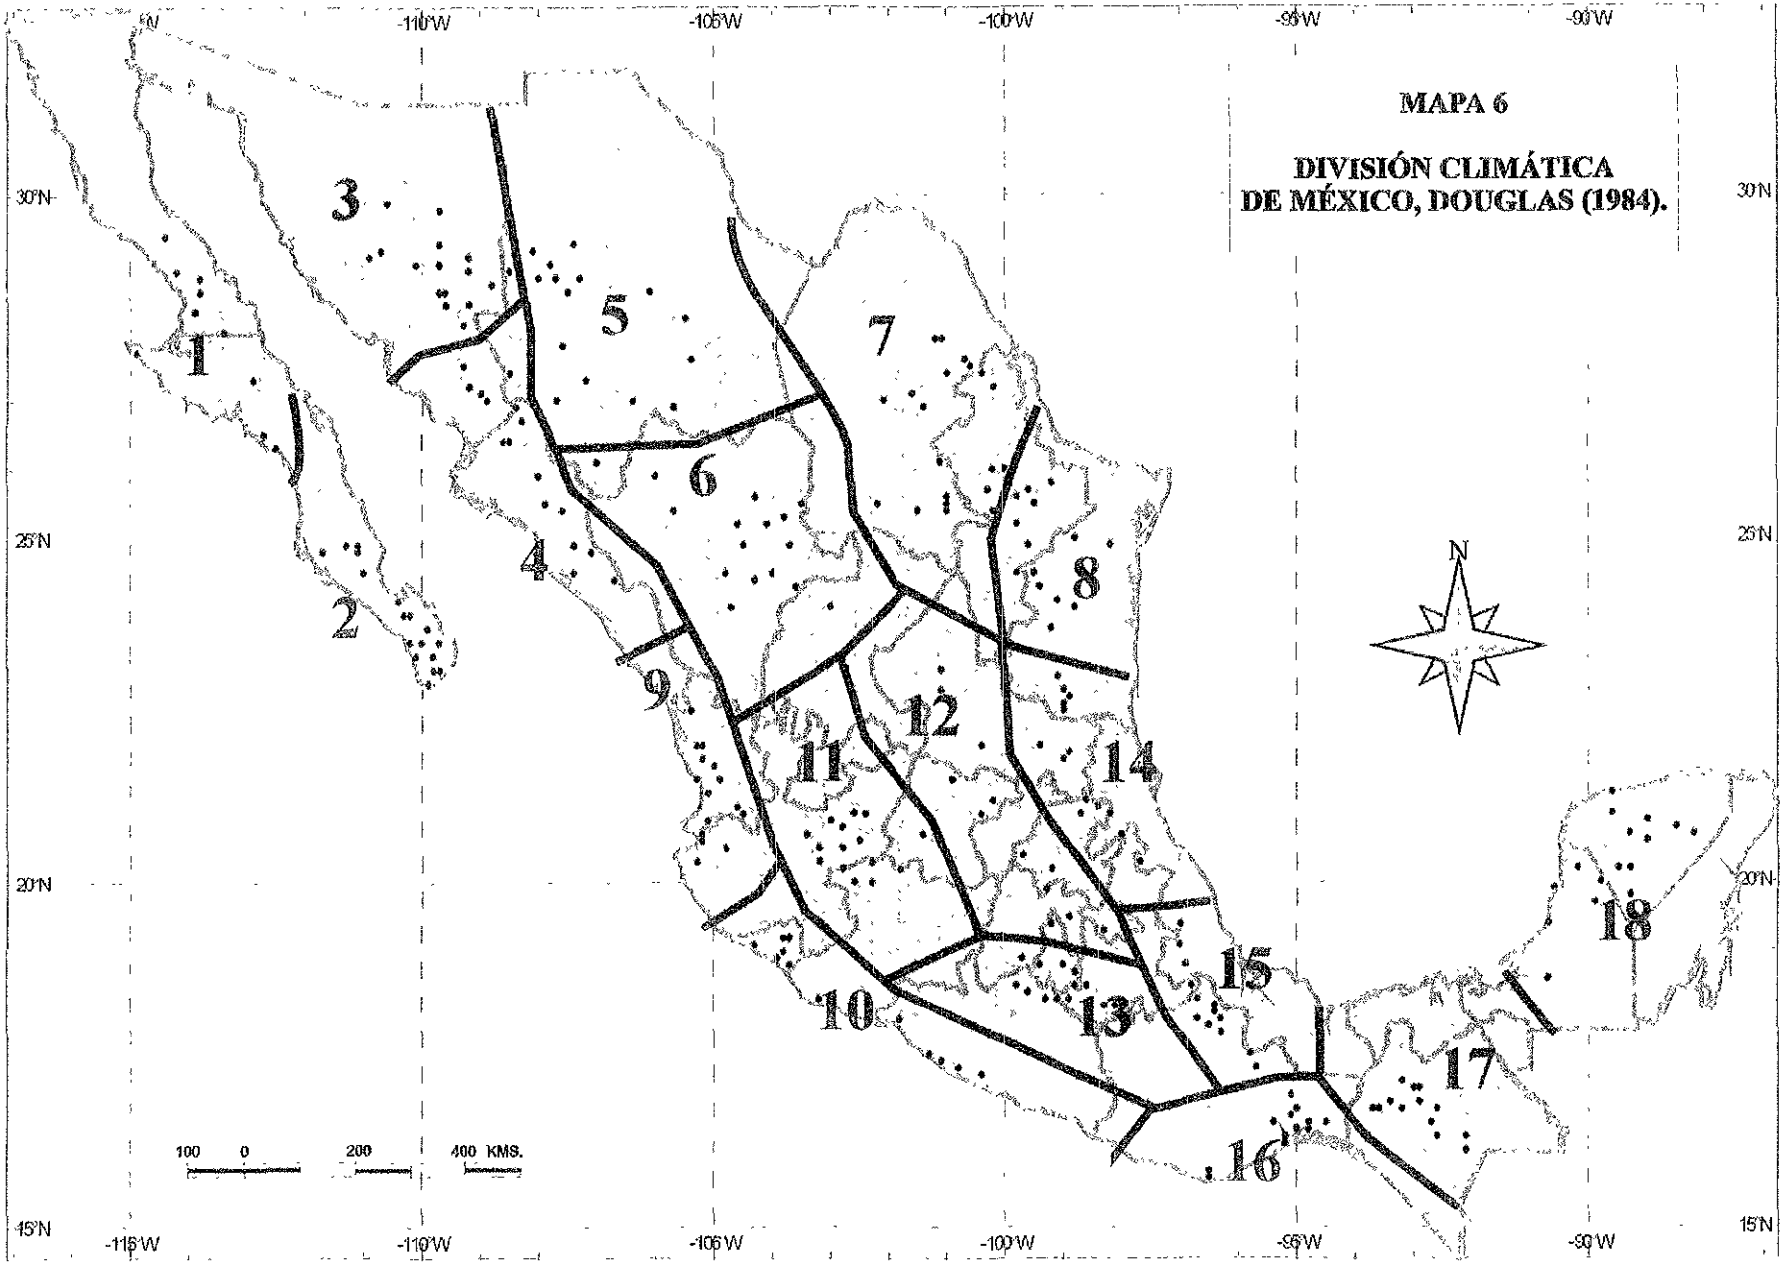 -110°W -105°W -100°W -95°W -90°W
MAPA 6
DIVISIÓN CLIMÁTICA
DE MÉXICO, DOUGLAS (1984).
30°N 30°N
3
5
7
1
6
25°N 25°N
N
4
8
2
9
12
11
14
20°N 20°N
18
15
10
13
17
16
100 0 200 400 KMS.
15°N 15°N
-115°W -110°W -105°W -100°W -95°W -90°W